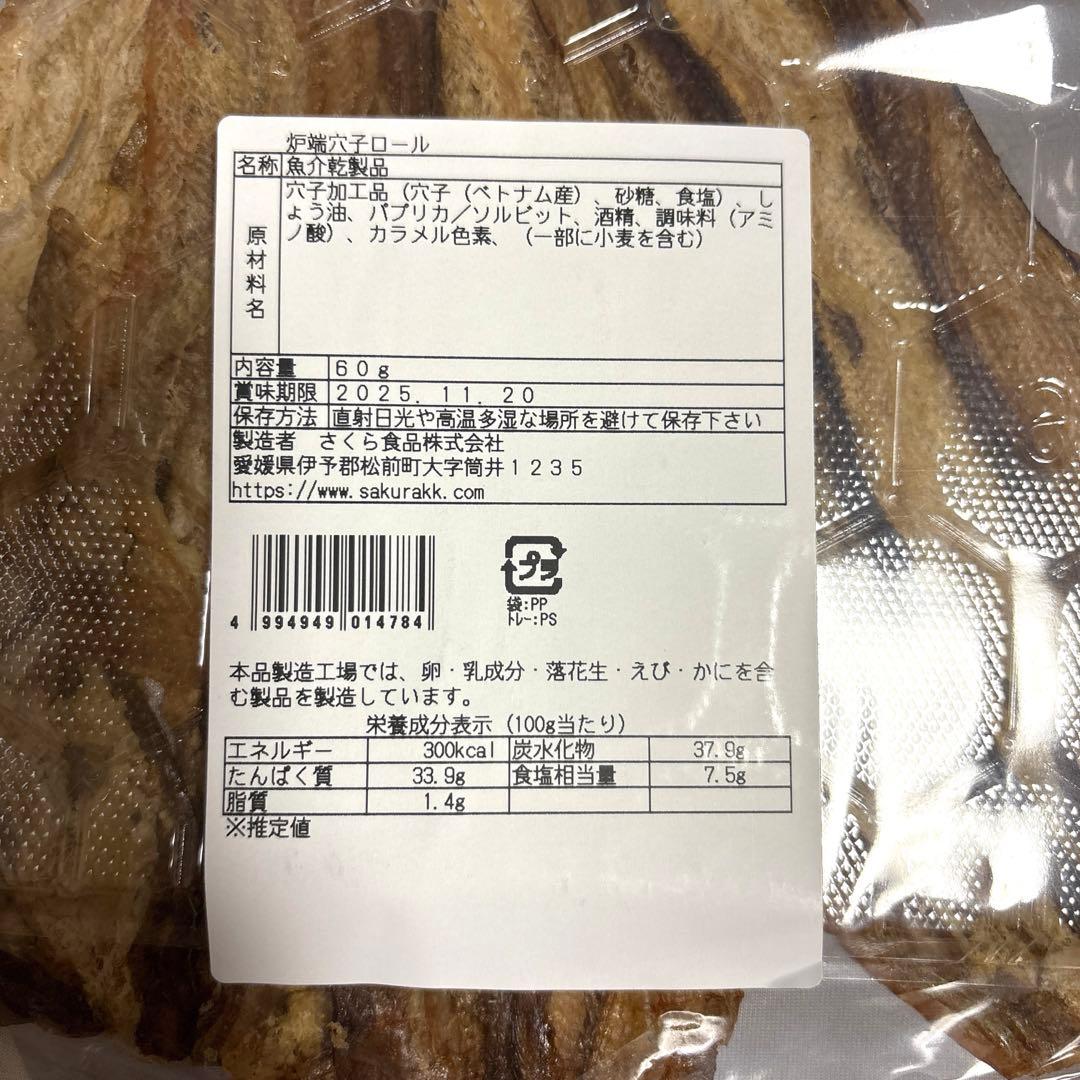 炉端穴子ロール
名称 魚介乾製品
原材料名 穴子加工品（穴子（ベトナム産）、砂糖、食塩）、し
ょう油、パプリカ／ソルビット、酒精、調味料（アミ
ノ酸）、カラメル色素、（一部に小麦を含む）
内容量 60g
賞味期限 2025.11.20
保存方法 直射日光や高温多湿な場所を避けて保存下さい
製造者 さくら食品株式会社
愛媛県伊予郡松前町大字筒井1235
https://www.sakurakk.com
4 994949 014784
プラ
袋:PP
トレー:PS
本品製造工場では、卵・乳成分・落花生・えび・かにを含
む製品を製造しています。
栄養成分表示（100g当たり）
エネルギー 300kcal 炭水化物 37.9g
たんぱく質 33.9g 食塩相当量 7.5g
脂質 1.4g
※推定値